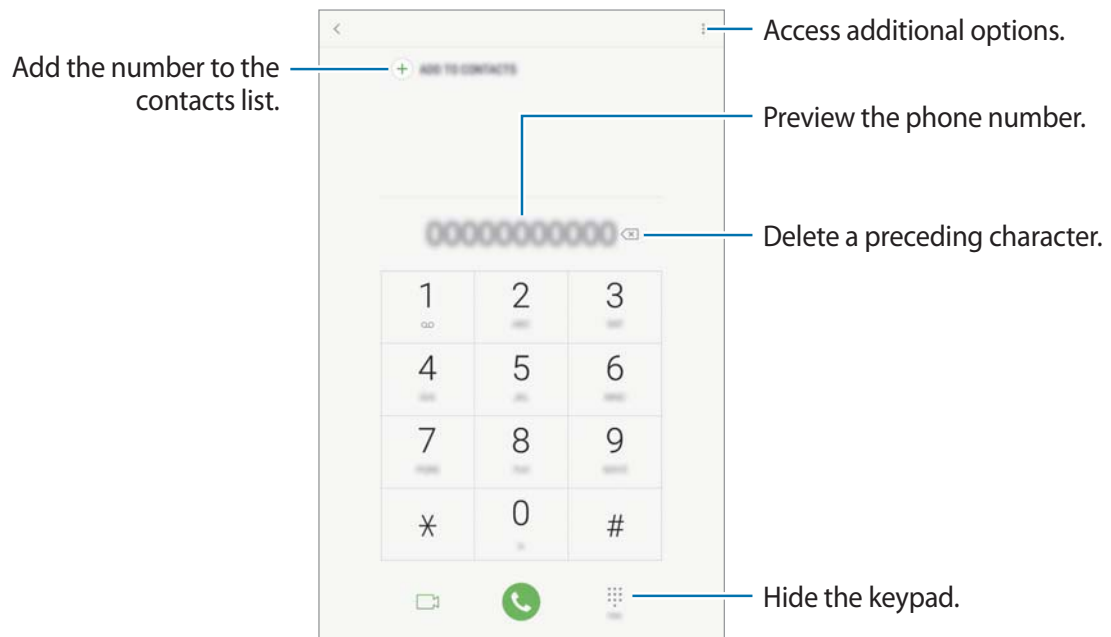 Access additional options.
Add the number to the
contacts list.
ADD TO CONTACTS
Preview the phone number.
00000000000
Delete a preceding character.
1 2 3
4 5 6
7 8 9
* 0 #
Hide the keypad.